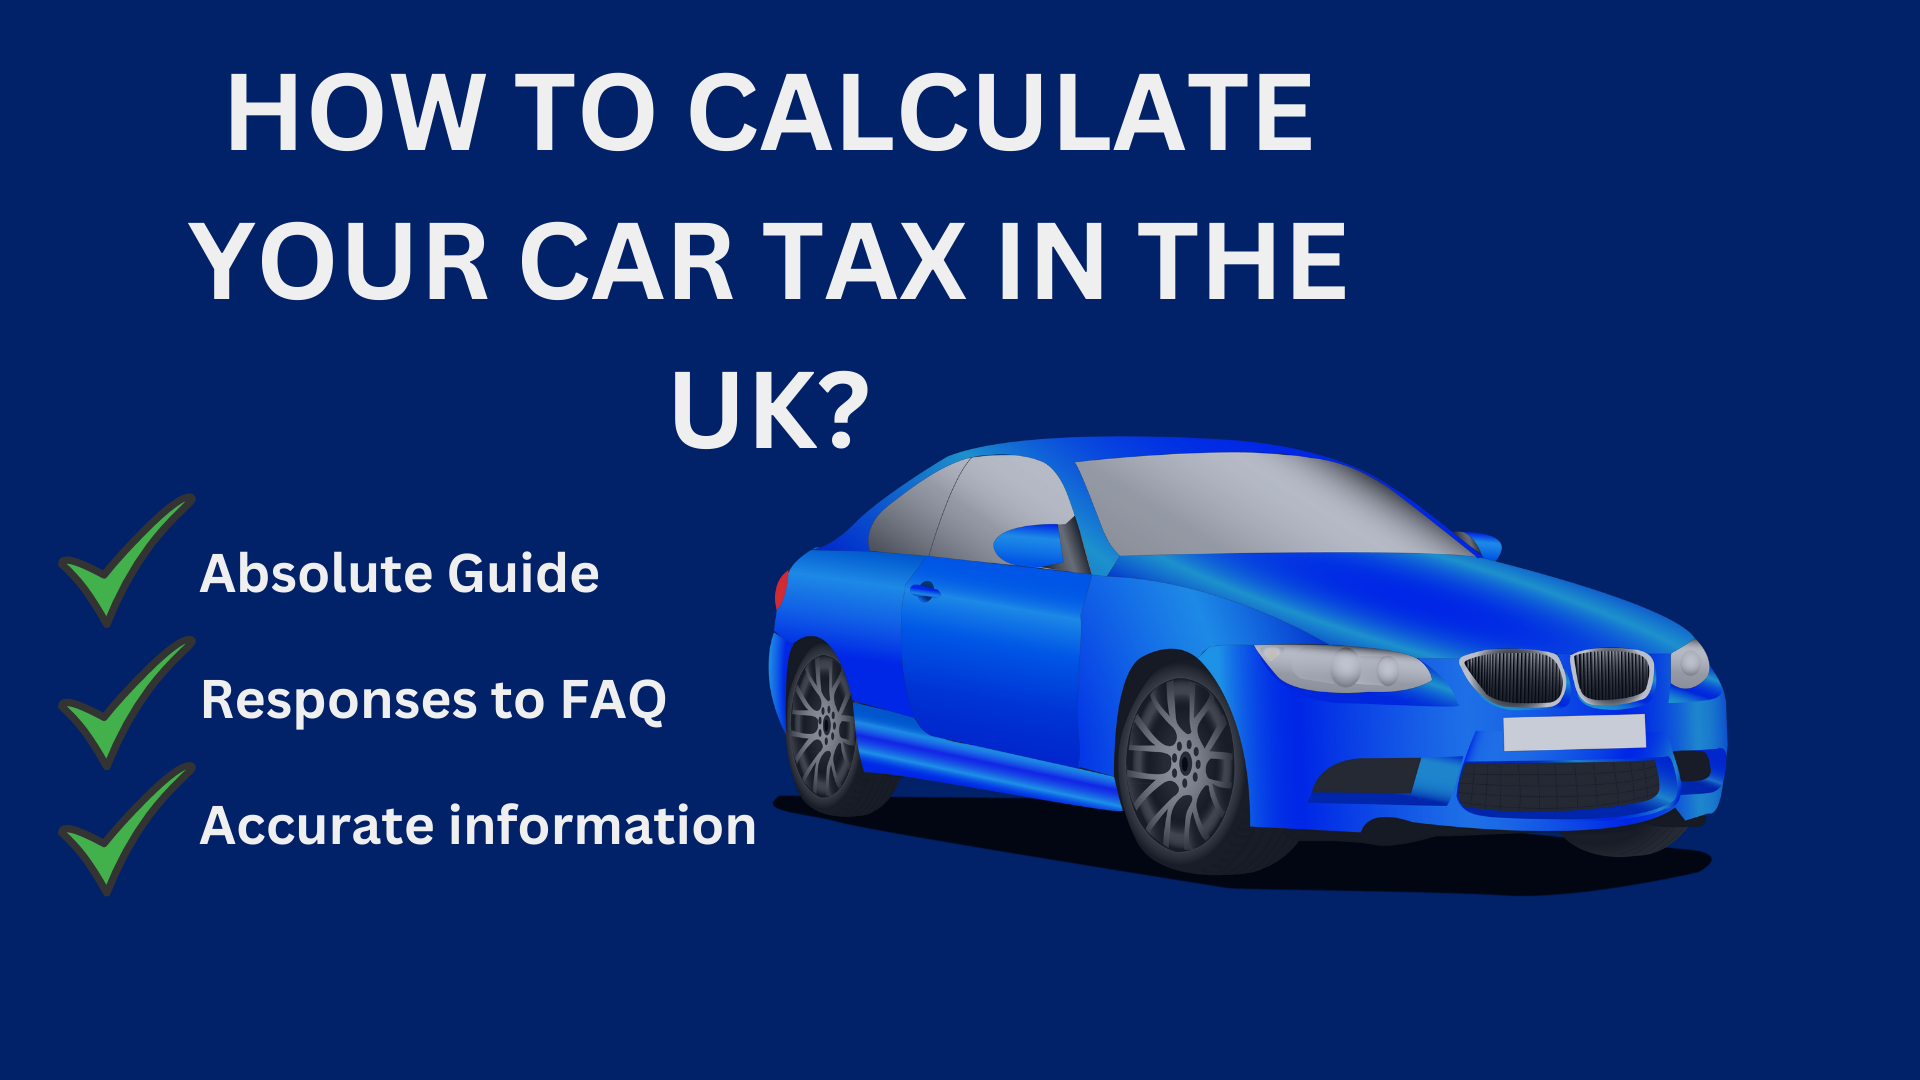 HOW TO CALCULATE
YOUR CAR TAX IN THE
UK?
Absolute Guide
Responses to FAQ
Accurate information